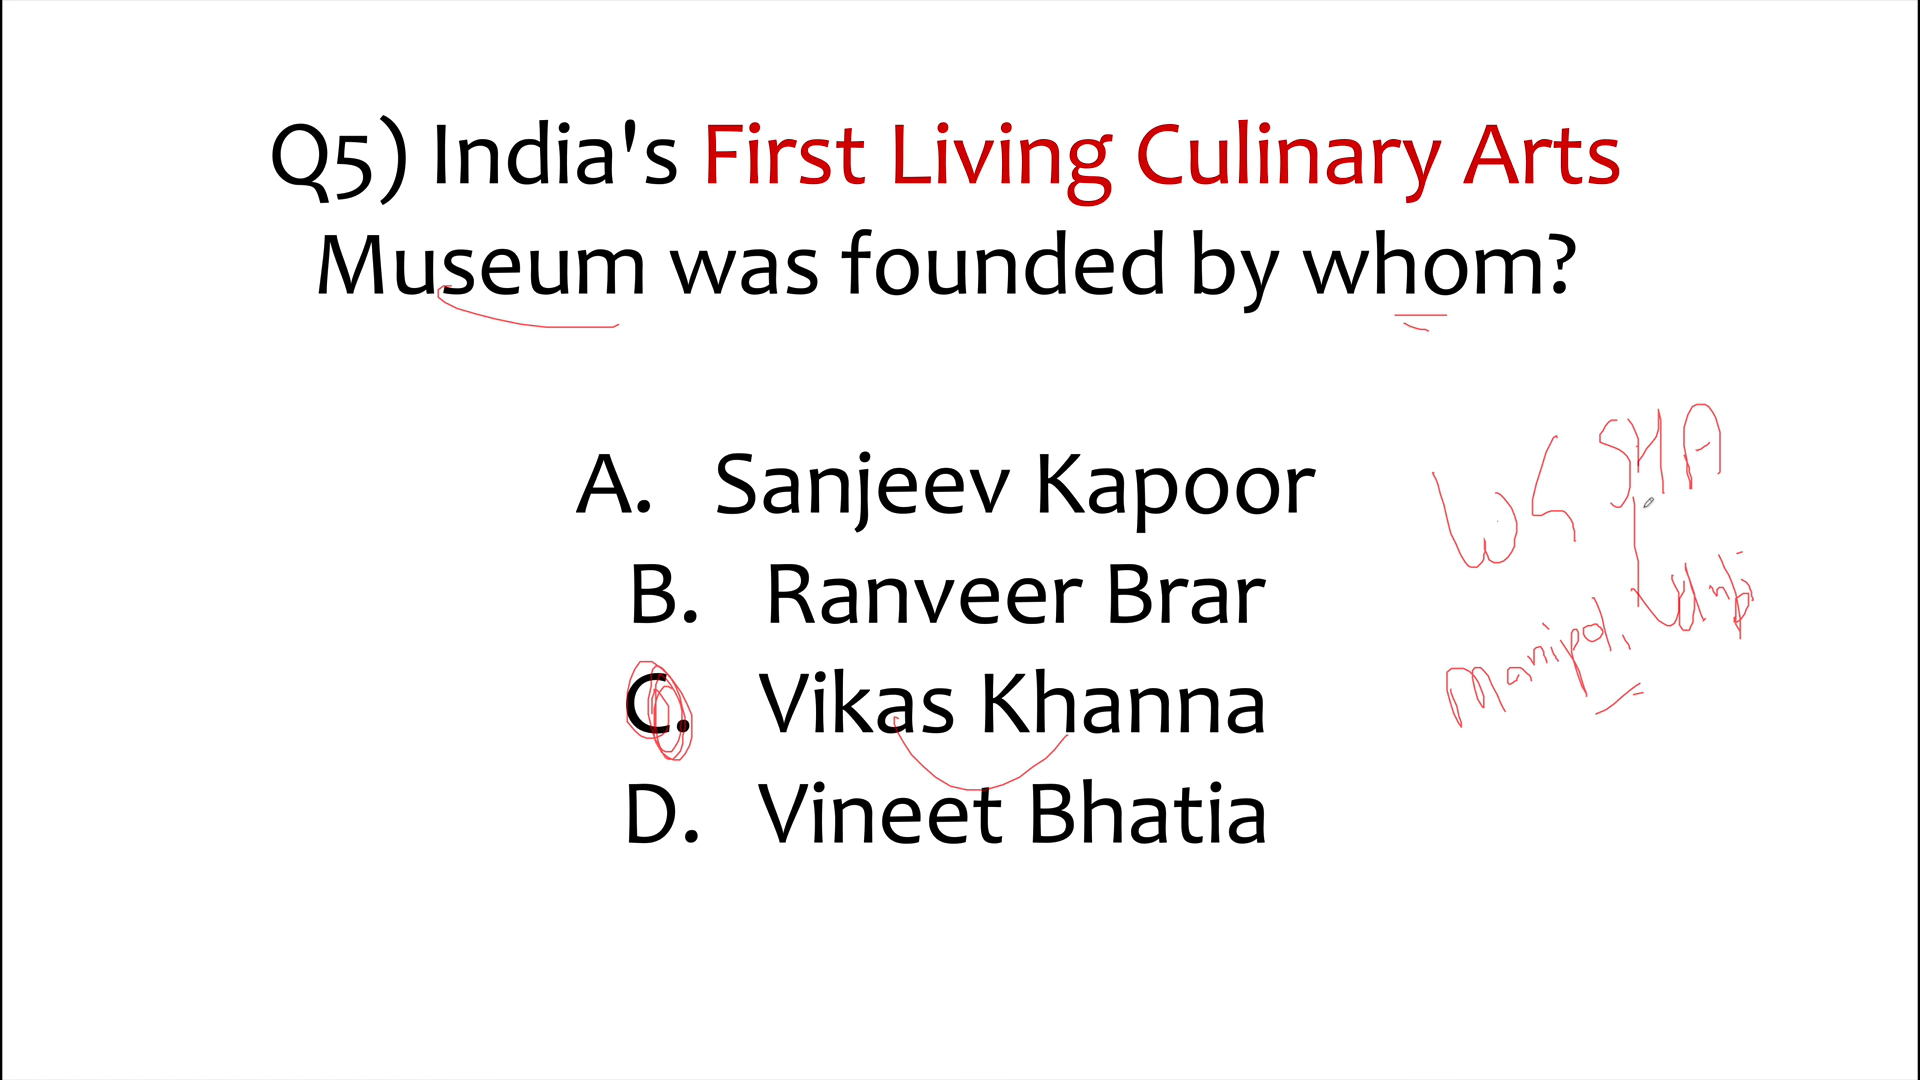 Q5) India's First Living Culinary Arts
Museum was founded by whom?
A. Sanjeev Kapoor
B. Ranveer Brar
C. Vikas Khanna
D. Vineet Bhatia
SHA
Manipal,